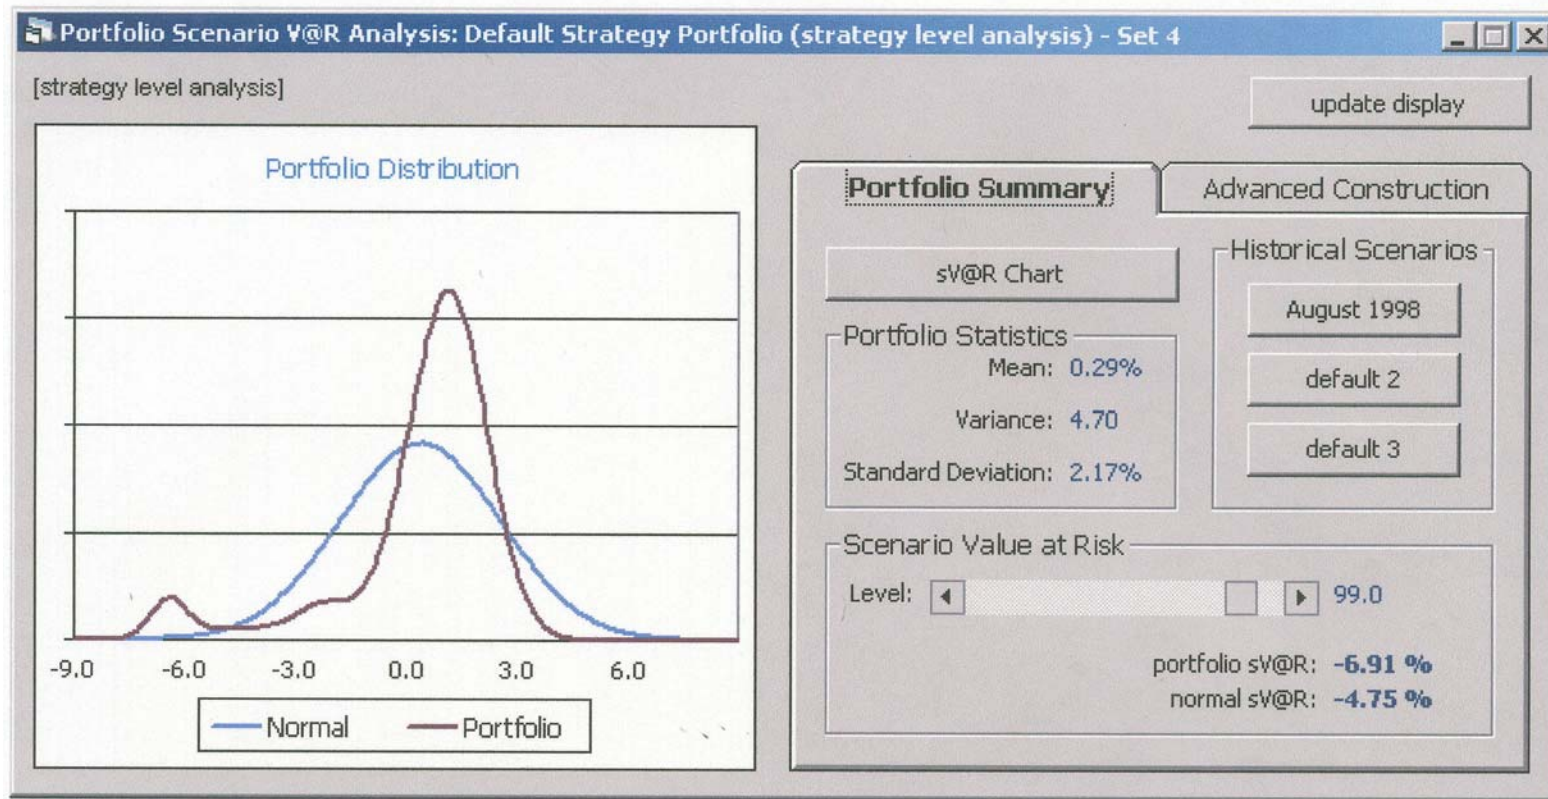 Portfolio Scenario V@R Analysis: Default Strategy Portfolio (strategy level analysis) - Set 4
[strategy level analysis]
update display
Portfolio Distribution
-9.0 -6.0 -3.0 0.0 3.0 6.0
Normal Portfolio
Portfolio Summary Advanced Construction
sV@R Chart
Historical Scenarios
August 1998
default 2
default 3
Portfolio Statistics
Mean: 0.29%
Variance: 4.70
Standard Deviation: 2.17%
Scenario Value at Risk
Level: 99.0
portfolio sV@R: -6.91 %
normal sV@R: -4.75 %